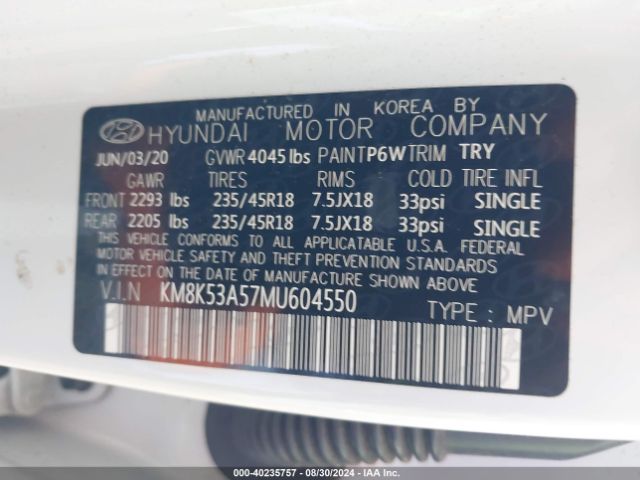 MANUFACTURED IN KOREA BY
HYUNDAI MOTOR COMPANY
JUN/03/20 GVWR 4045 lbs PAINT P6W TRIM TRY
GAWR TIRES RIMS COLD TIRE INFL
FRONT 2293 lbs 235/45R18 7.5JX18 33psi SINGLE
REAR 2205 lbs 235/45R18 7.5JX18 33psi SINGLE
THIS VEHICLE CONFORMS TO ALL APPLICATABLE U.S.A. FEDERAL
MOTOR VEHICLE SAFETY AND THEFT PREVENTION STANDARDS
IN EFFECT ON THE DATE OF MANUFACTURE SHOWN ABOVE
V.I.N KM8K53A57MU604550 TYPE : MPV
000-40235757 - 08/30/2024 - IAA Inc.